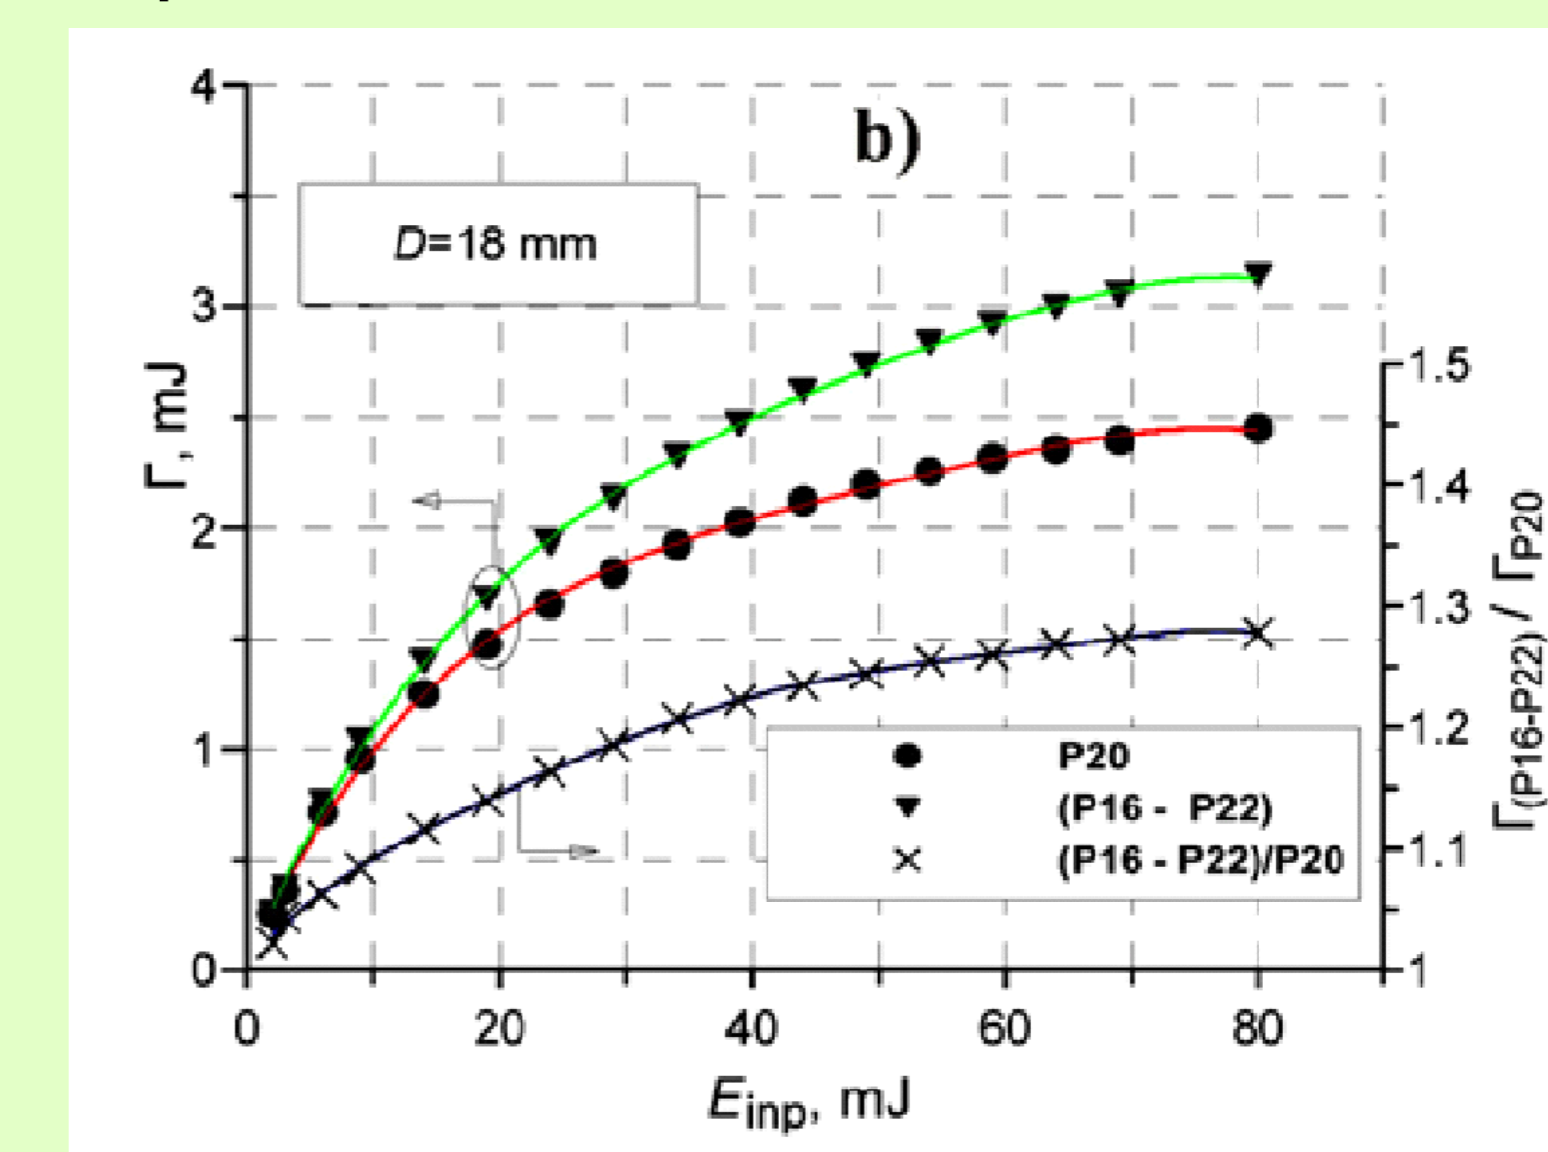 b)
D=18 mm
4
3
2
1
0
Γ, mJ
1.5
1.4
1.3
1.2
1.1
1
Γ(P16-P22) / ΓP20
P20
(P16 - P22)
(P16 - P22)/P20
0 20 40 60 80
Einp, mJ